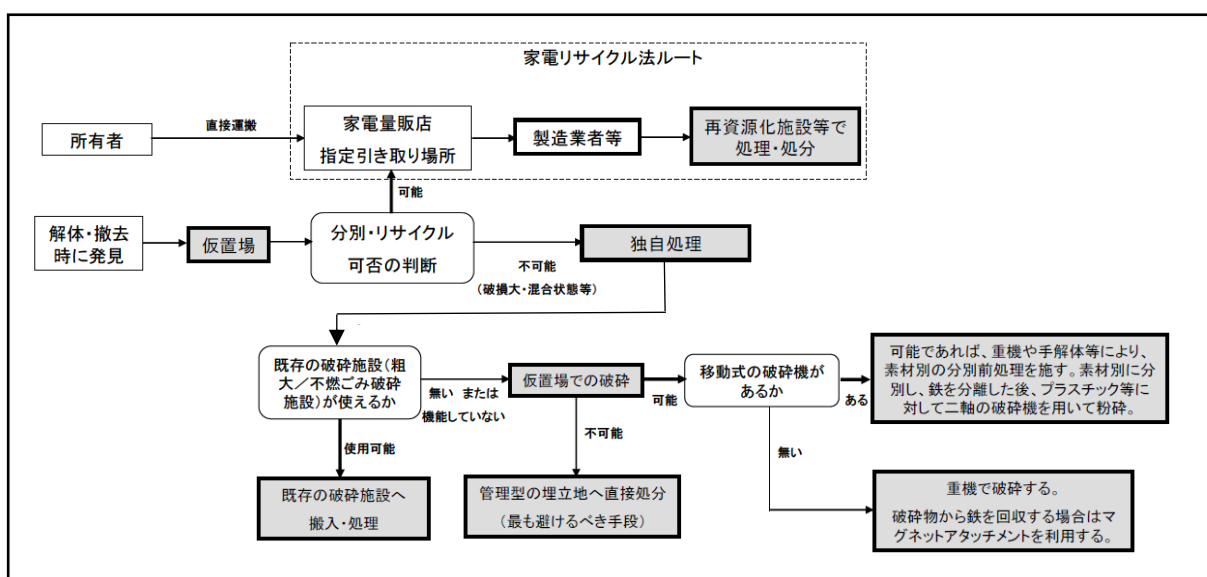 家電リサイクル法ルート
所有者
直接運搬
家電量販店
指定引き取り場所
製造業者等
再資源化施設等で
処理・処分
可能
解体・撤去
時に発見
仮置場
分別・リサイクル
可否の判断
不可能
（破損大・混合状態等）
独自処理
既存の破砕施設（粗
大／不燃ごみ破砕
施設）が使えるか
無い または
機能していない
仮置場での破砕
可能
移動式の破砕機が
あるか
ある
可能であれば、重機や手解体等により、
素材別の分別前処理を施す。素材別に分
別し、鉄を分離した後、プラスチック等に
対して二軸の破砕機を用いて粉砕。
使用可能
不可能
無い
既存の破砕施設へ
搬入・処理
管理型の埋立地へ直接処分
（最も避けるべき手段）
重機で破砕する。
破砕物から鉄を回収する場合はマ
グネットアタッチメントを利用する。